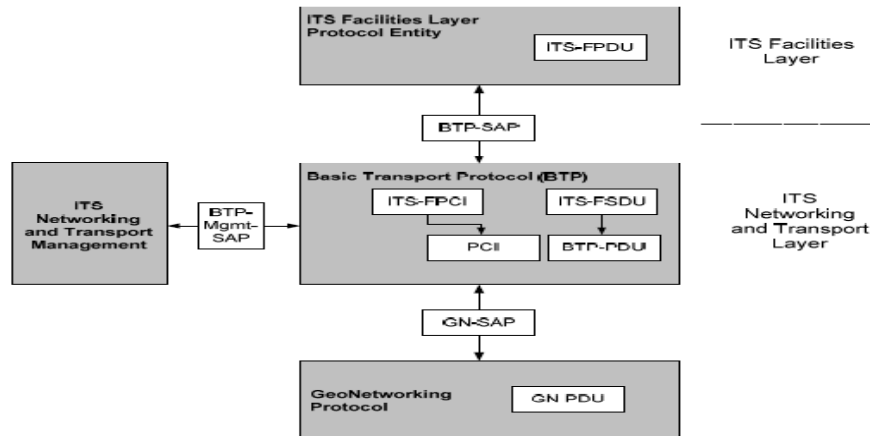 ITS Facilities Layer
Protocol Entity
ITS-FPDU
ITS Facilities
Layer
BTP-SAP
Basic Transport Protocol (BTP)
ITS-FPCI
ITS-FSDU
PCI
BTP-PDU
ITS
Networking
and Transport
Management
BTP-
Mgmt-
SAP
ITS
Networking
and Transport
Layer
GN-SAP
GeoNetworking
Protocol
GN PDU